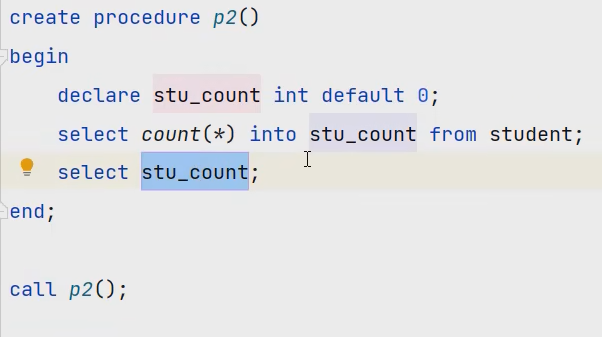 create procedure p2()
begin
declare stu_count int default 0;
select count(*) into stu_count from student;
select stu_count;
end;
call p2();